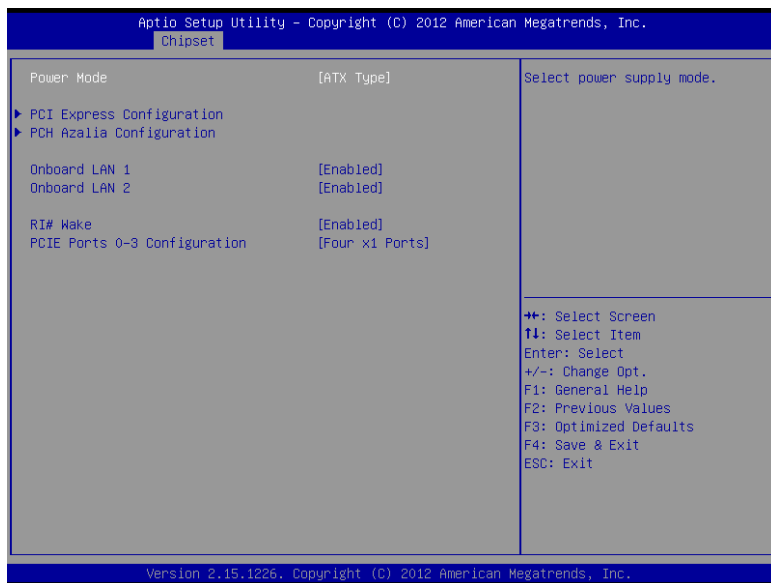 Aptio Setup Utility – Copyright (C) 2012 American Megatrends, Inc.
Chipset
Power Mode [ATX Type]
▶ PCI Express Configuration
▶ PCH Azalia Configuration
Onboard LAN 1 [Enabled]
Onboard LAN 2 [Enabled]
RI# Wake [Enabled]
PCIE Ports 0-3 Configuration [Four x1 Ports]
Select power supply mode.
→←: Select Screen
↑↓: Select Item
Enter: Select
+/-: Change Opt.
F1: General Help
F2: Previous Values
F3: Optimized Defaults
F4: Save & Exit
ESC: Exit
Version 2.15.1226. Copyright (C) 2012 American Megatrends, Inc.